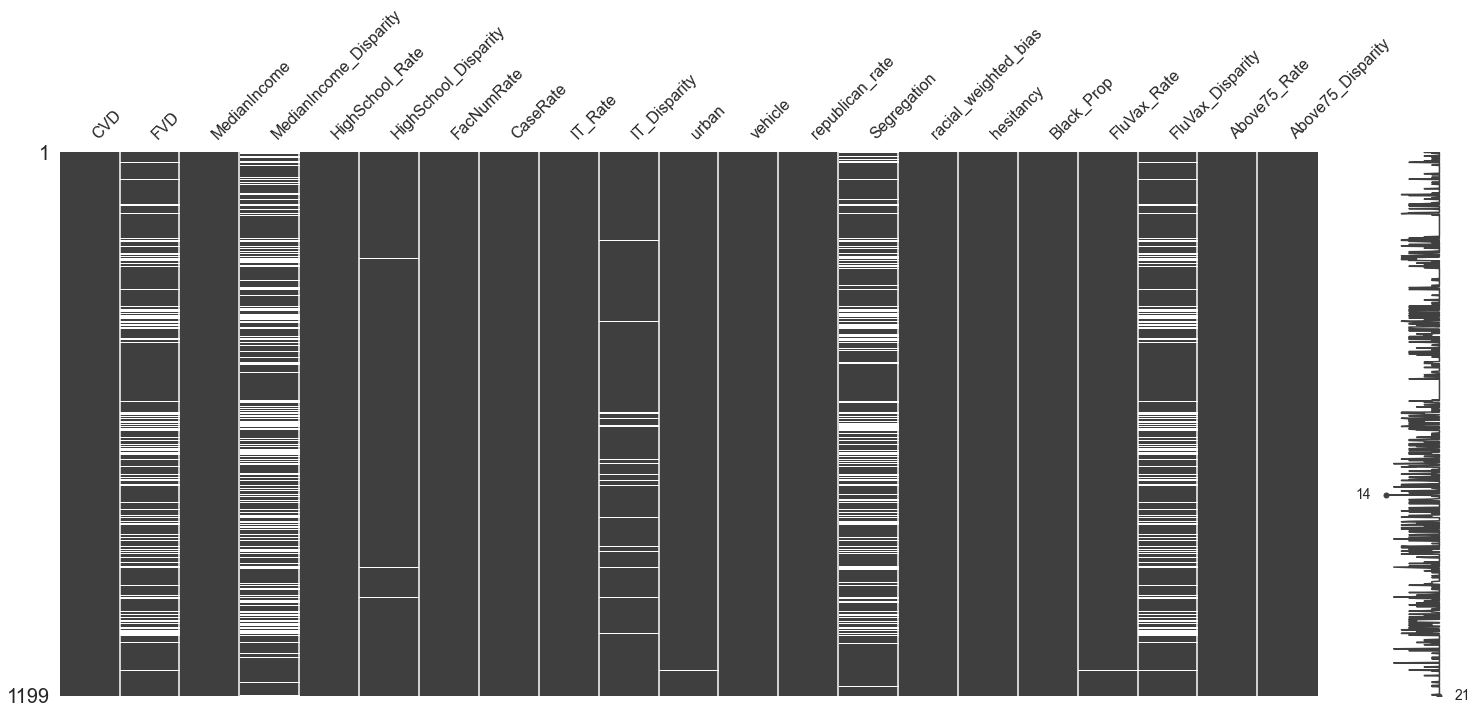 CVD
FVD
MedianIncome
MedianIncome_Disparity
HighSchool_Rate
HighSchool_Disparity
FacNumRate
CaseRate
IT_Rate
IT_Disparity
urban
vehicle
republican_rate
Segregation
racial_weighted_bias
hesitancy
Black_Prop
FluVax_Rate
FluVax_Disparity
Above75_Rate
Above75_Disparity
1
14
1199
21